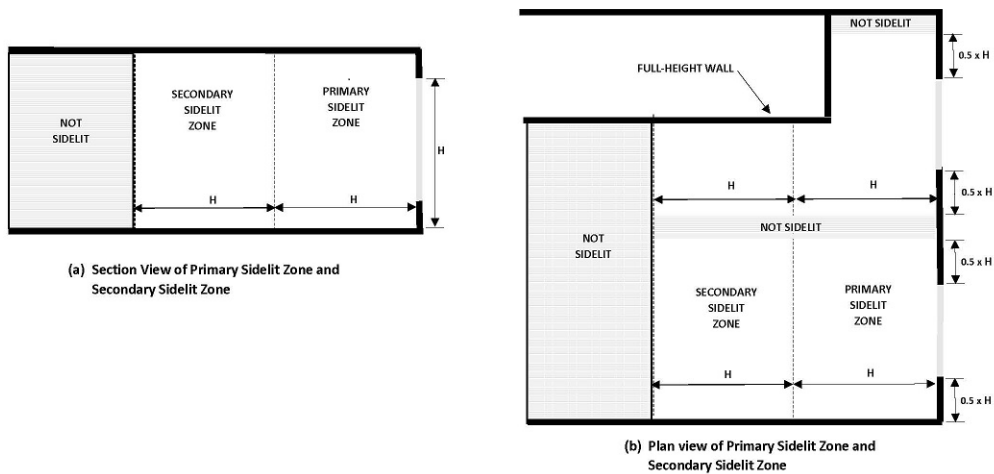 NOT
SIDELIT
SECONDARY
SIDELIT
ZONE
PRIMARY
SIDELIT
ZONE
H
H
H
(a) Section View of Primary Sidelit Zone and
Secondary Sidelit Zone
NOT SIDELIT
0.5 x H
FULL-HEIGHT WALL
H
H
0.5 x H
NOT SIDELIT
NOT
SIDELIT
0.5 x H
SECONDARY
SIDELIT
ZONE
PRIMARY
SIDELIT
ZONE
H
H
0.5 x H
(b) Plan view of Primary Sidelit Zone and
Secondary Sidelit Zone